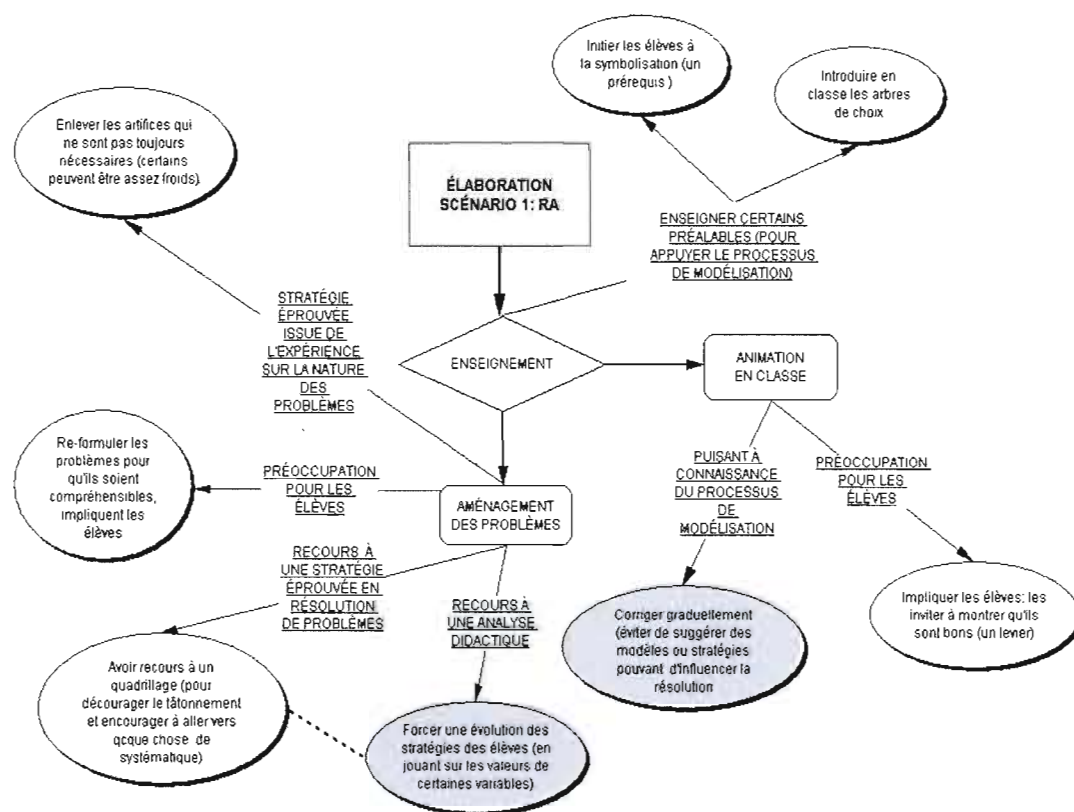 Initier les élèves à
la symbolisation (un
prérequis )
Introduire en
classe les arbres
de choix
Enlever les artifices qui
ne sont pas toujours
nécessaires (certains
peuvent être assez froids)
ÉLABORATION
SCÉNARIO 1: RA
ENSEIGNER CERTAINS
PRÉALABLES (POUR
APPUYER LE PROCESSUS
DE MODÉLISATION)
STRATÉGIE
ÉPROUVÉE
ISSUE DE
L'EXPÉRIENCE
SUR LA NATURE
DES
PROBLÈMES
ENSEIGNEMENT
ANIMATION
EN CLASSE
Re-formuler les
problèmes pour
qu'ils soient
compréhensibles,
impliquent les
élèves
PRÉOCCUPATION
POUR LES
ÉLÈVES
AMÉNAGEMENT
DES PROBLÈMES
PUISANT À
CONNAISSANCE
DU PROCESSUS
DE
MODÉLISATION
PRÉOCCUPATION
POUR LES
ÉLÈVES
RECOURS À
UNE STRATÉGIE
ÉPROUVÉE EN
RÉSOLUTION
DE PROBLÈMES
RECOURS À
UNE ANALYSE
DIDACTIQUE
Corriger graduellement
(éviter de suggérer des
modèles ou stratégies
pouvant d'influencer la
résolution
Impliquer les élèves: les
inviter à montrer qu'ils
sont bons (un levier)
Avoir recours à un
quadrillage (pour
décourager le tâtonnement
et encourager à aller vers
qcque chose de
systématique)
Forcer une évolution des
stratégies des élèves (en
jouant sur les valeurs de
certaines variables)